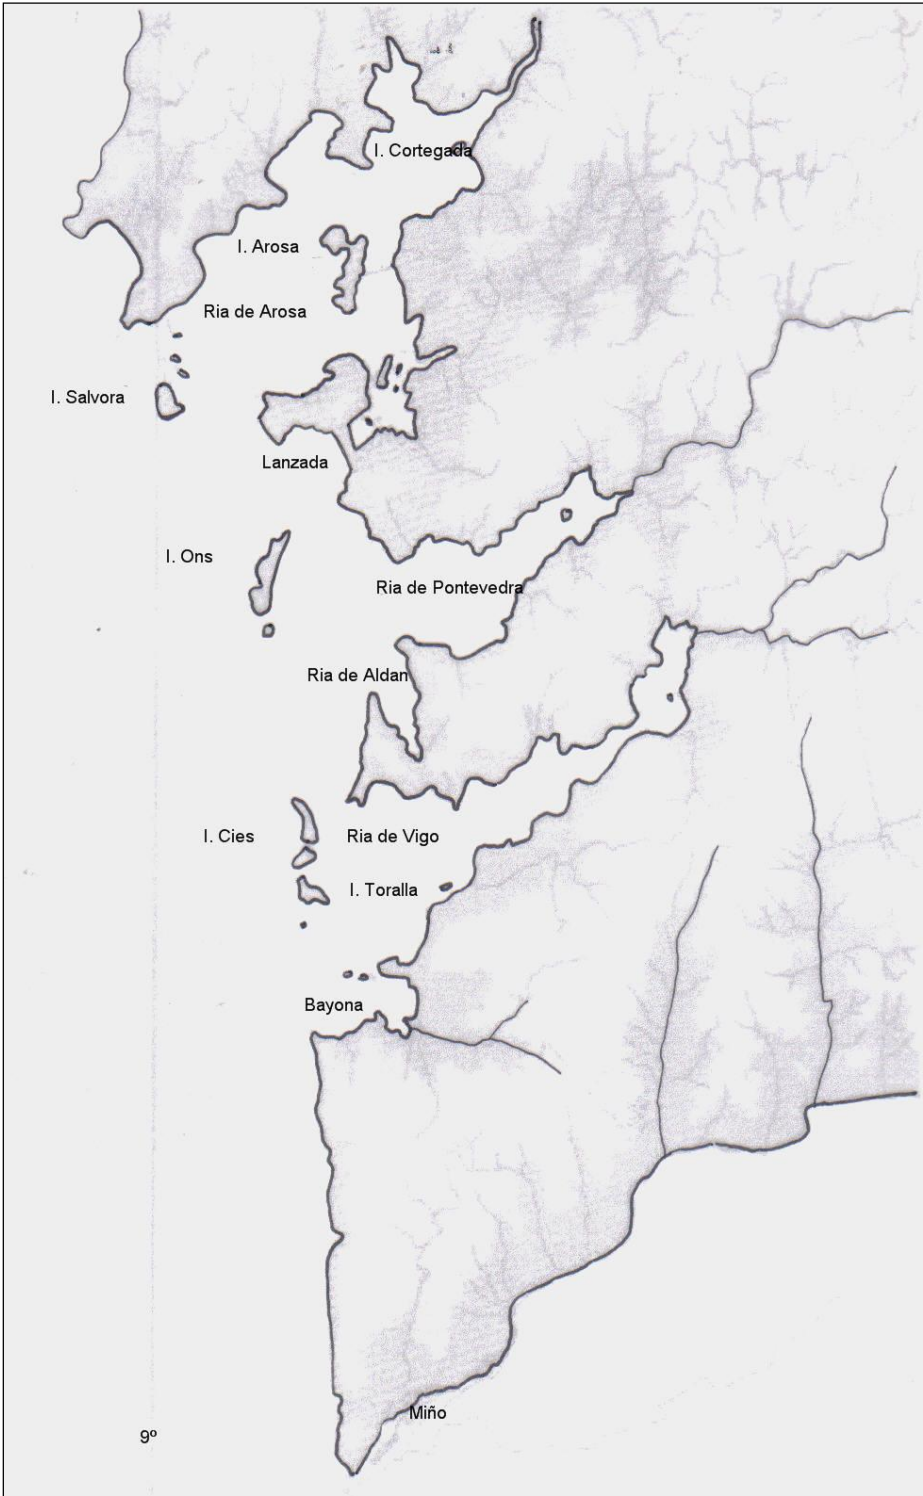 I. Cortegada
I. Arosa
Ria de Arosa
I. Salvora
Lanzada
I. Ons
Ria de Pontevedra
Ria de Aldan
I. Cies
Ria de Vigo
I. Toralla
Bayona
Miño
9º